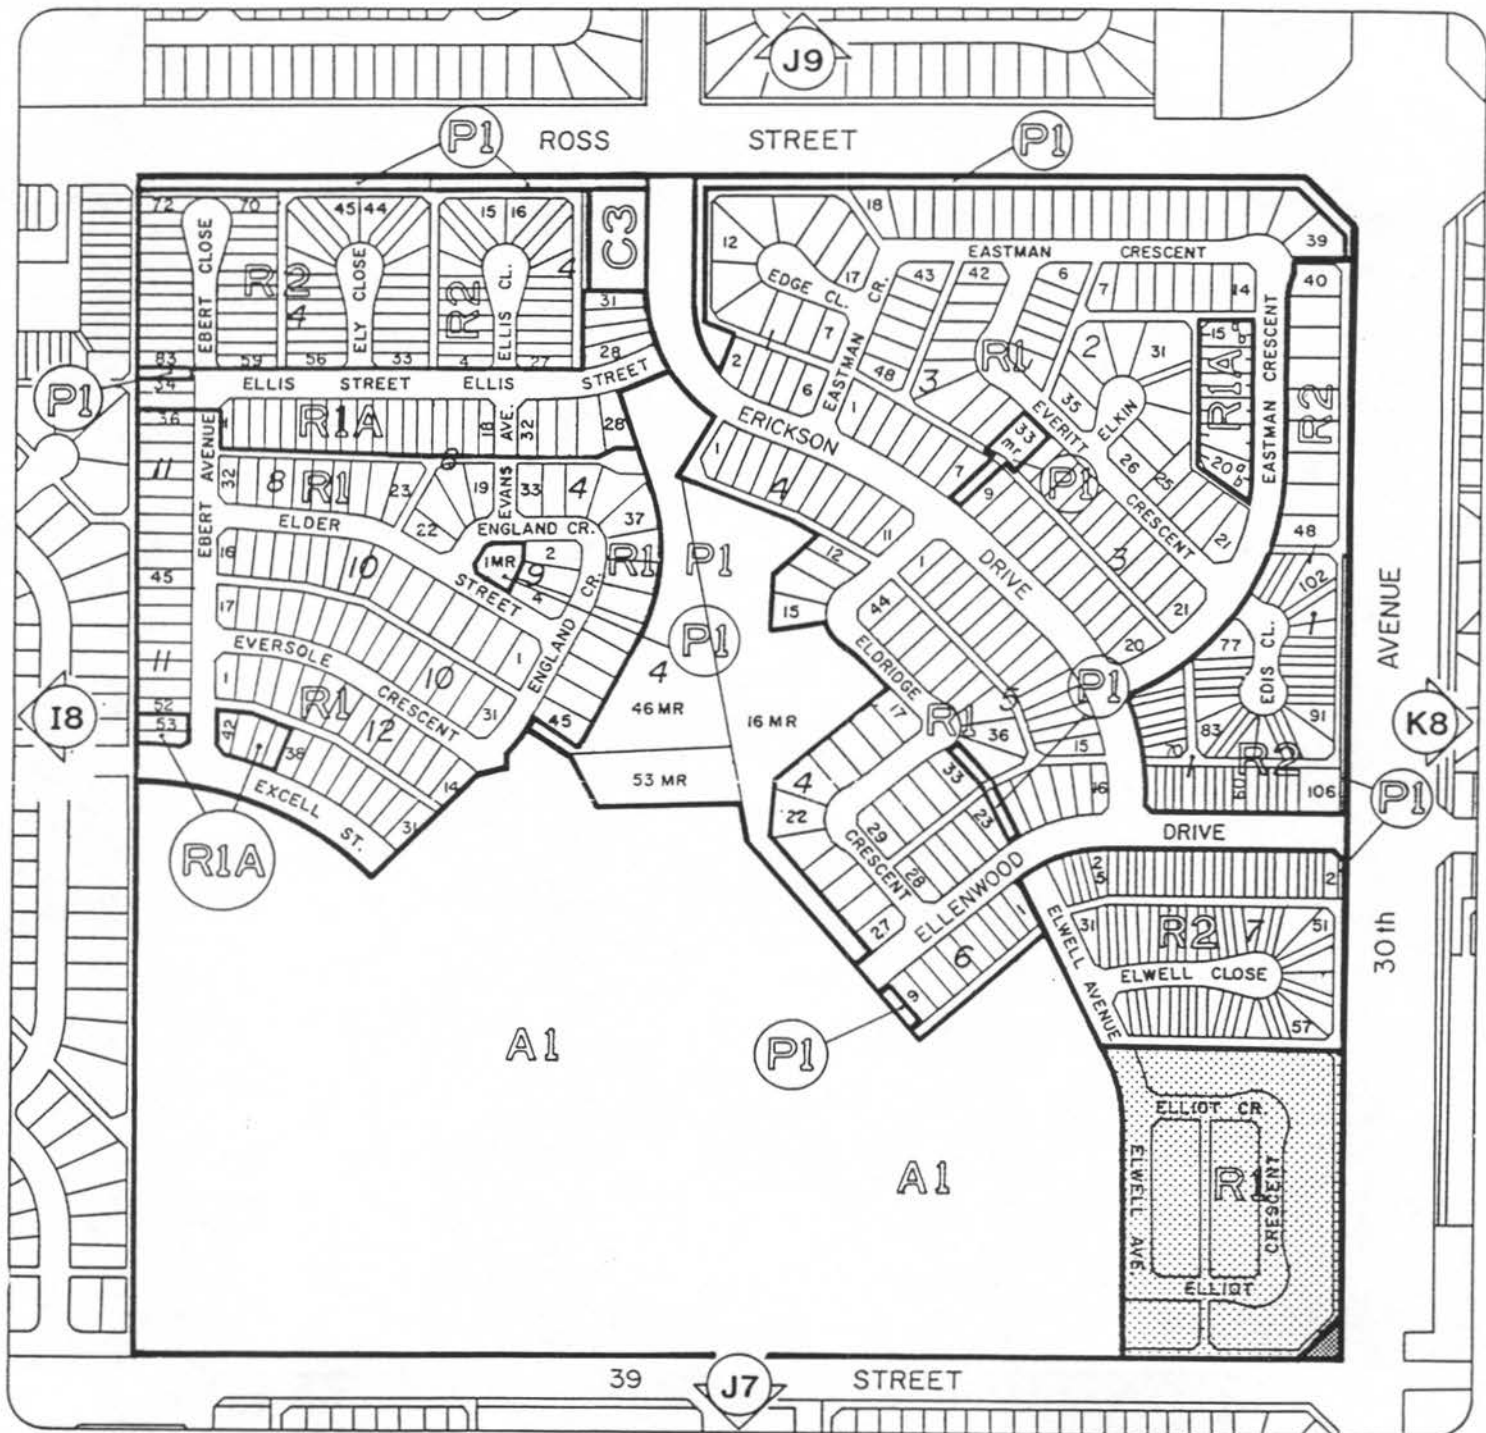 J9
P1
ROSS STREET
P1
72
70
45
44
15
16
C3
4
EBERT CLOSE
R2
4
ELY CLOSE
R2
ELLIS CL.
83
59
56
33
4
27
31
28
34
P1
ELLIS STREET ELLIS STREET
36
1
R1A
18
AVE.
32
28
11
EBERT AVENUE
32
8
R1
23
8
19
EVANS
33
4
22
37
ELDER STREET
ENGLAND CR.
16
10
1MR
2
9
4
R1
P1
45
17
1
ENGLAND CR.
P1
EVERSOLE CRESCENT
10
11
1
R1
12
31
45
52
53
42
38
14
31
EXCELL ST.
I8
R1A
4
46 MR
16 MR
53 MR
12
18
EASTMAN CRESCENT
39
EDGE CL.
17
CR.
43
42
6
7
14
40
1
7
2
6
EASTMAN
48
3
R1
2
31
15 a
a
R1A
20 a
b
EASTMAN CRESCENT
R2
35
ELKIN
EVERITT CRESCENT
33
mr
P1
26
25
21
48
ERICKSON DRIVE
1
7
9
3
21
20
1
4
11
12
15
1
44
ELDRIDGE CRESCENT
5
P1
R1
17
36
15
16
33
23
4
22
29
28
27
ELLENWOOD DRIVE
1
6
9
P1
102
1
77
EDIS CL.
83
91
70
1
R2
60
106
P1
AVENUE
30th
K8
25
2
31
R2
7
51
ELWELL CLOSE
57
ELWELL AVENUE
A1
A1
ELLIOT CR.
ELWELL AVE.
R1
CRESCENT
ELLIOT
39 STREET
J7